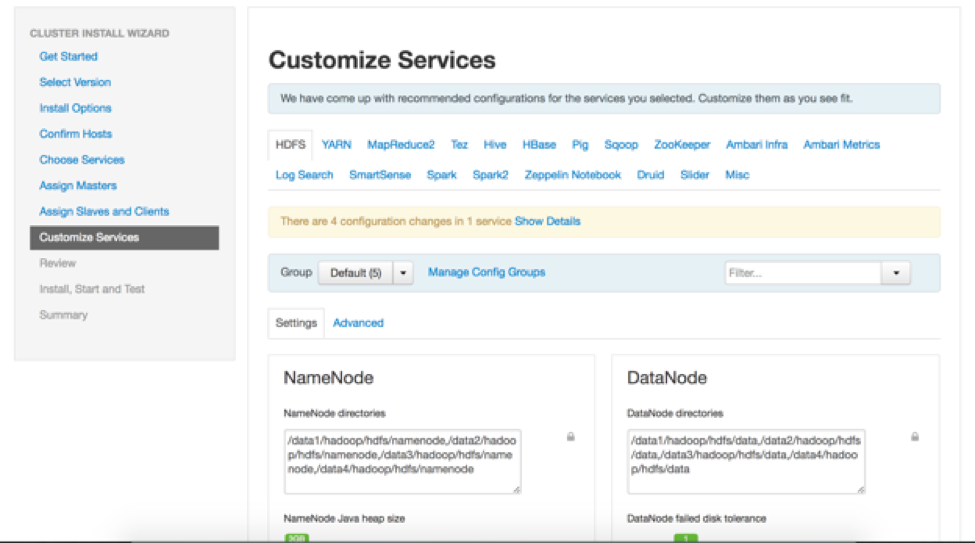 CLUSTER INSTALL WIZARD
Get Started
Select Version
Install Options
Confirm Hosts
Choose Services
Assign Masters
Assign Slaves and Clients
Customize Services
Review
Install, Start and Test
Summary
Customize Services
We have come up with recommended configurations for the services you selected. Customize them as you see fit.
HDFS YARN MapReduce2 Tez Hive HBase Pig Sqoop ZooKeeper Ambari Infra Ambari Metrics
Log Search SmartSense Spark Spark2 Zeppelin Notebook Druid Slider Misc
There are 4 configuration changes in 1 service Show Details
Group Default (5) Manage Config Groups Filter...
Settings Advanced
NameNode
NameNode directories
/data1/hadoop/hdfs/namenode,/data2/hadoo
p/hdfs/namenode,/data3/hadoop/hdfs/name
node,/data4/hadoop/hdfs/namenode
NameNode Java heap size
2GB
DataNode
DataNode directories
/data1/hadoop/hdfs/data,/data2/hadoop/hdfs
/data,/data3/hadoop/hdfs/data,/data4/hadoo
p/hdfs/data
DataNode failed disk tolerance
1